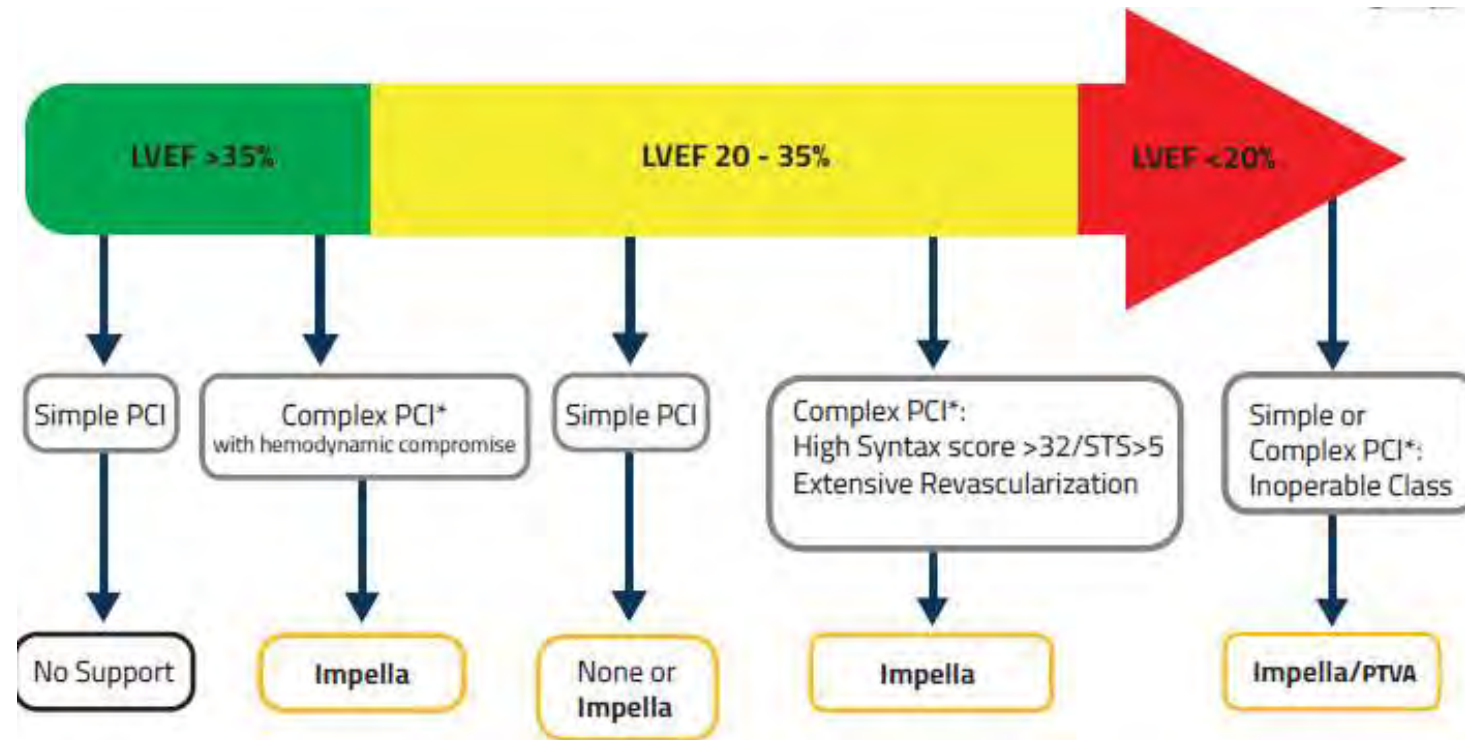 LVEF >35%
LVEF 20 - 35%
LVEF <20%
Simple PCI
Complex PCI*
with hemodynamic compromise
Simple PCI
Complex PCI*:
High Syntax score >32/STS>5
Extensive Revascularization
Simple or
Complex PCI*:
Inoperable Class
No Support
Impella
None or
Impella
Impella
Impella/PTVA